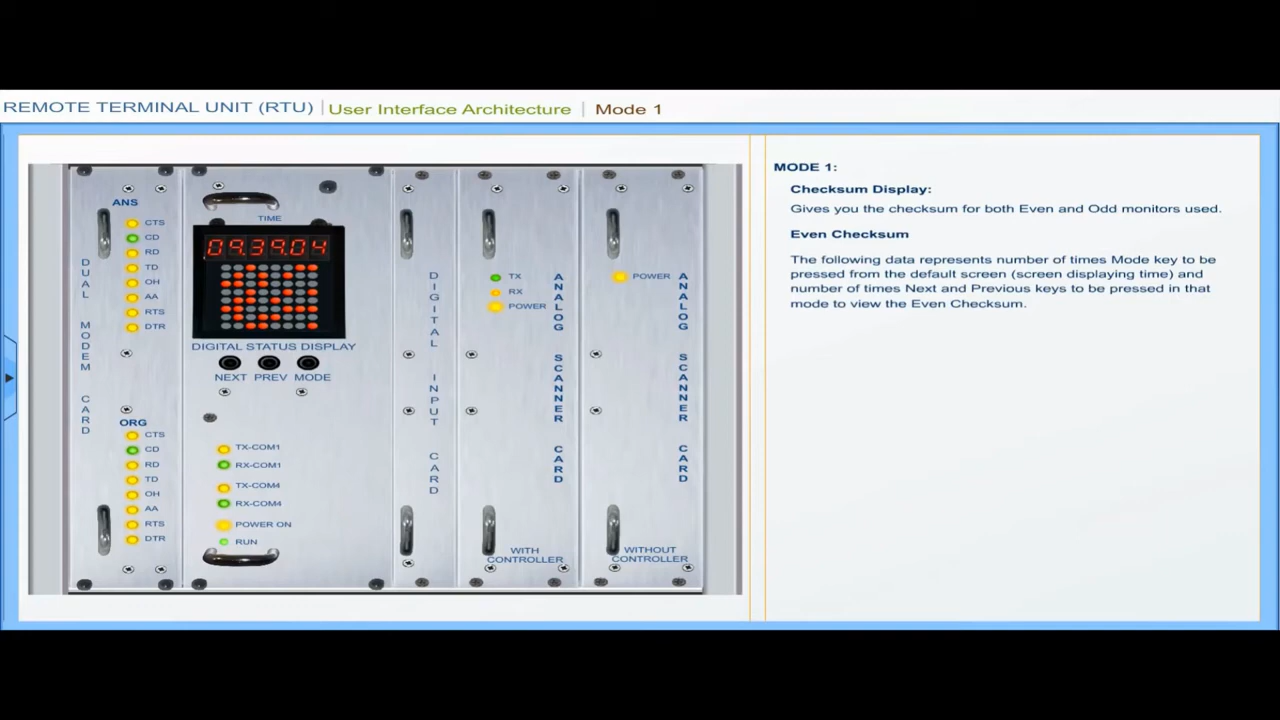 REMOTE TERMINAL UNIT (RTU) | User Interface Architecture | Mode 1
ANS
CTS
CD
RD
TD
OH
AA
RTS
DTR
DUAL MODEM CARD
ORG
CTS
CD
RD
TD
OH
AA
RTS
DTR
TIME
09.39.04
DIGITAL STATUS DISPLAY
NEXT PREV MODE
TX-COM1
RX-COM1
TX-COM4
RX-COM4
POWER ON
RUN
DIGITAL INPUT CARD
TX
RX
POWER
ANALOG SCANNER CARD
WITH
CONTROLLER
POWER
ANALOG SCANNER CARD
WITHOUT
CONTROLLER
MODE 1:
Checksum Display:
Gives you the checksum for both Even and Odd monitors used.
Even Checksum
The following data represents number of times Mode key to be
pressed from the default screen (screen displaying time) and
number of times Next and Previous keys to be pressed in that
mode to view the Even Checksum.